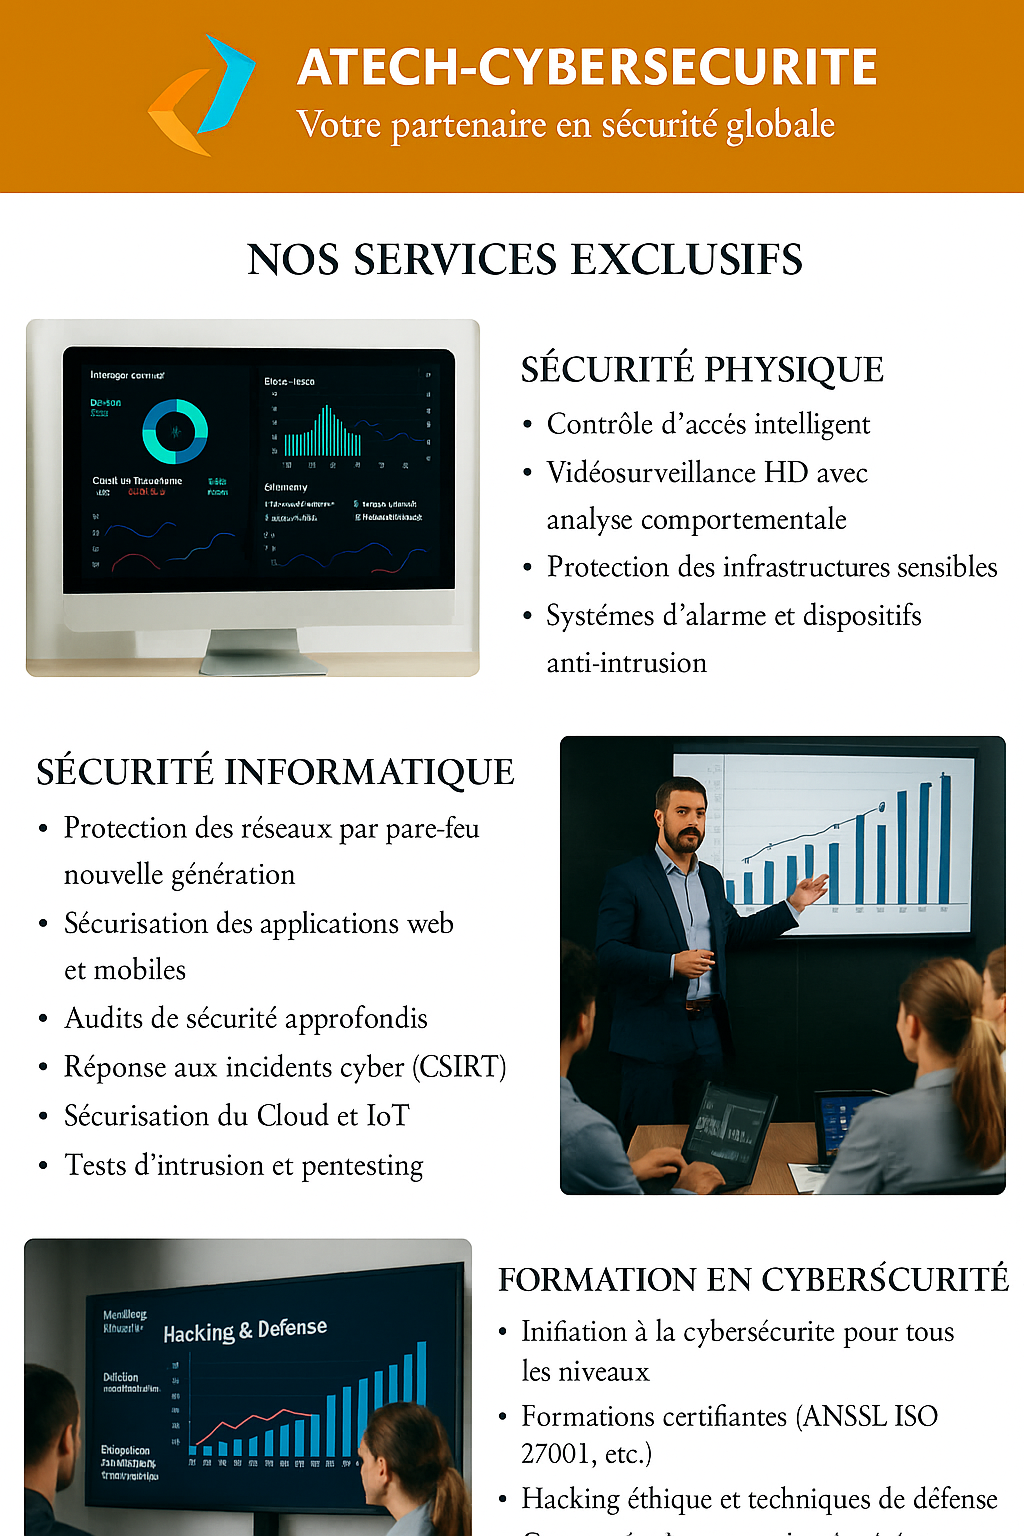 ATECH-CYBERSECURITE
Votre partenaire en sécurité globale
NOS SERVICES EXCLUSIFS
SÉCURITÉ PHYSIQUE
• Contrôle d'accés intelligent
• Vidéosurveillance HD avec
analyse comportementale
• Protection des infrastructures sensibles
• Systémes d'alarme et dispositifs
anti-intrusion
SÉCURITÉ INFORMATIQUE
• Protection des réseaux par pare-feu
nouvelle génération
• Sécurisation des applications web
et mobiles
• Audits de sécurité approfondis
• Réponse aux incidents cyber (CSIRT)
• Sécurisation du Cloud et IoT
• Tests d'intrusion et pentesting
Hacking & Defense
FORMATION EN CYBERŚCURITÉ
• Inifiation à la cybersécurite pour tous
les niveaux
• Formations certifiantes (ANSSL ISO
27001, etc.)
• Hacking éthique et techniques de défense